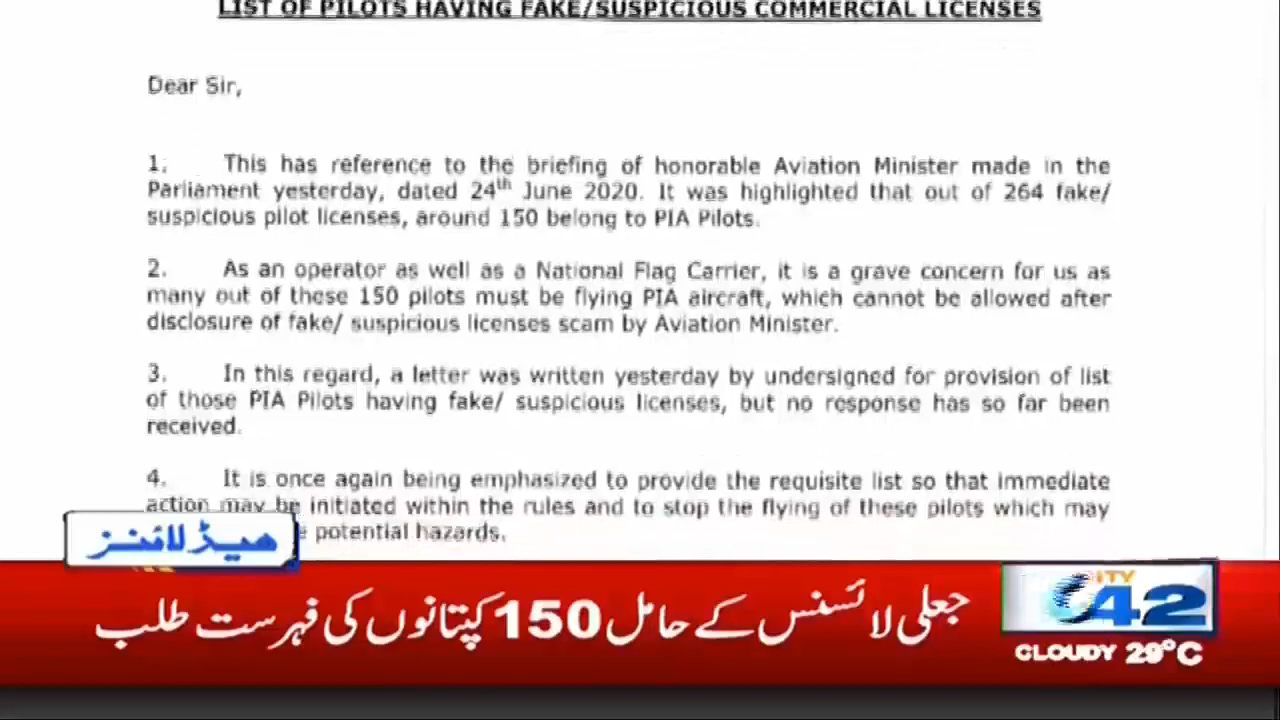 LIST OF PILOTS HAVING FAKE/SUSPICIOUS COMMERCIAL LICENSES
Dear Sir,
1. This has reference to the briefing of honorable Aviation Minister made in the
Parliament yesterday, dated 24th June 2020. It was highlighted that out of 264 fake/
suspicious pilot licenses, around 150 belong to PIA Pilots.
2. As an operator as well as a National Flag Carrier, it is a grave concern for us as
many out of these 150 pilots must be flying PIA aircraft, which cannot be allowed after
disclosure of fake/ suspicious licenses scam by Aviation Minister.
3. In this regard, a letter was written yesterday by undersigned for provision of list
of those PIA Pilots having fake/ suspicious licenses, but no response has so far been
received.
4. It is once again being emphasized to provide the requisite list so that immediate
action may be initiated within the rules and to stop the flying of these pilots which may
potential hazards.
ہیڈلائنز
جعلی لائسنس کے حامل 150 کپتانوں کی فہرست طلب
CITY
42
CLOUDY 29°C